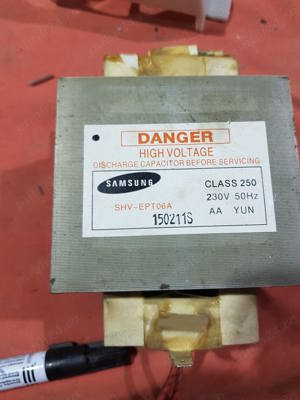 DANGER
HIGH VOLTAGE
DISCHARGE CAPACITOR BEFORE SERVICING
SAMSUNG
CLASS 250
230V 50Hz
SHV-EPT06A
AA YUN
150211S